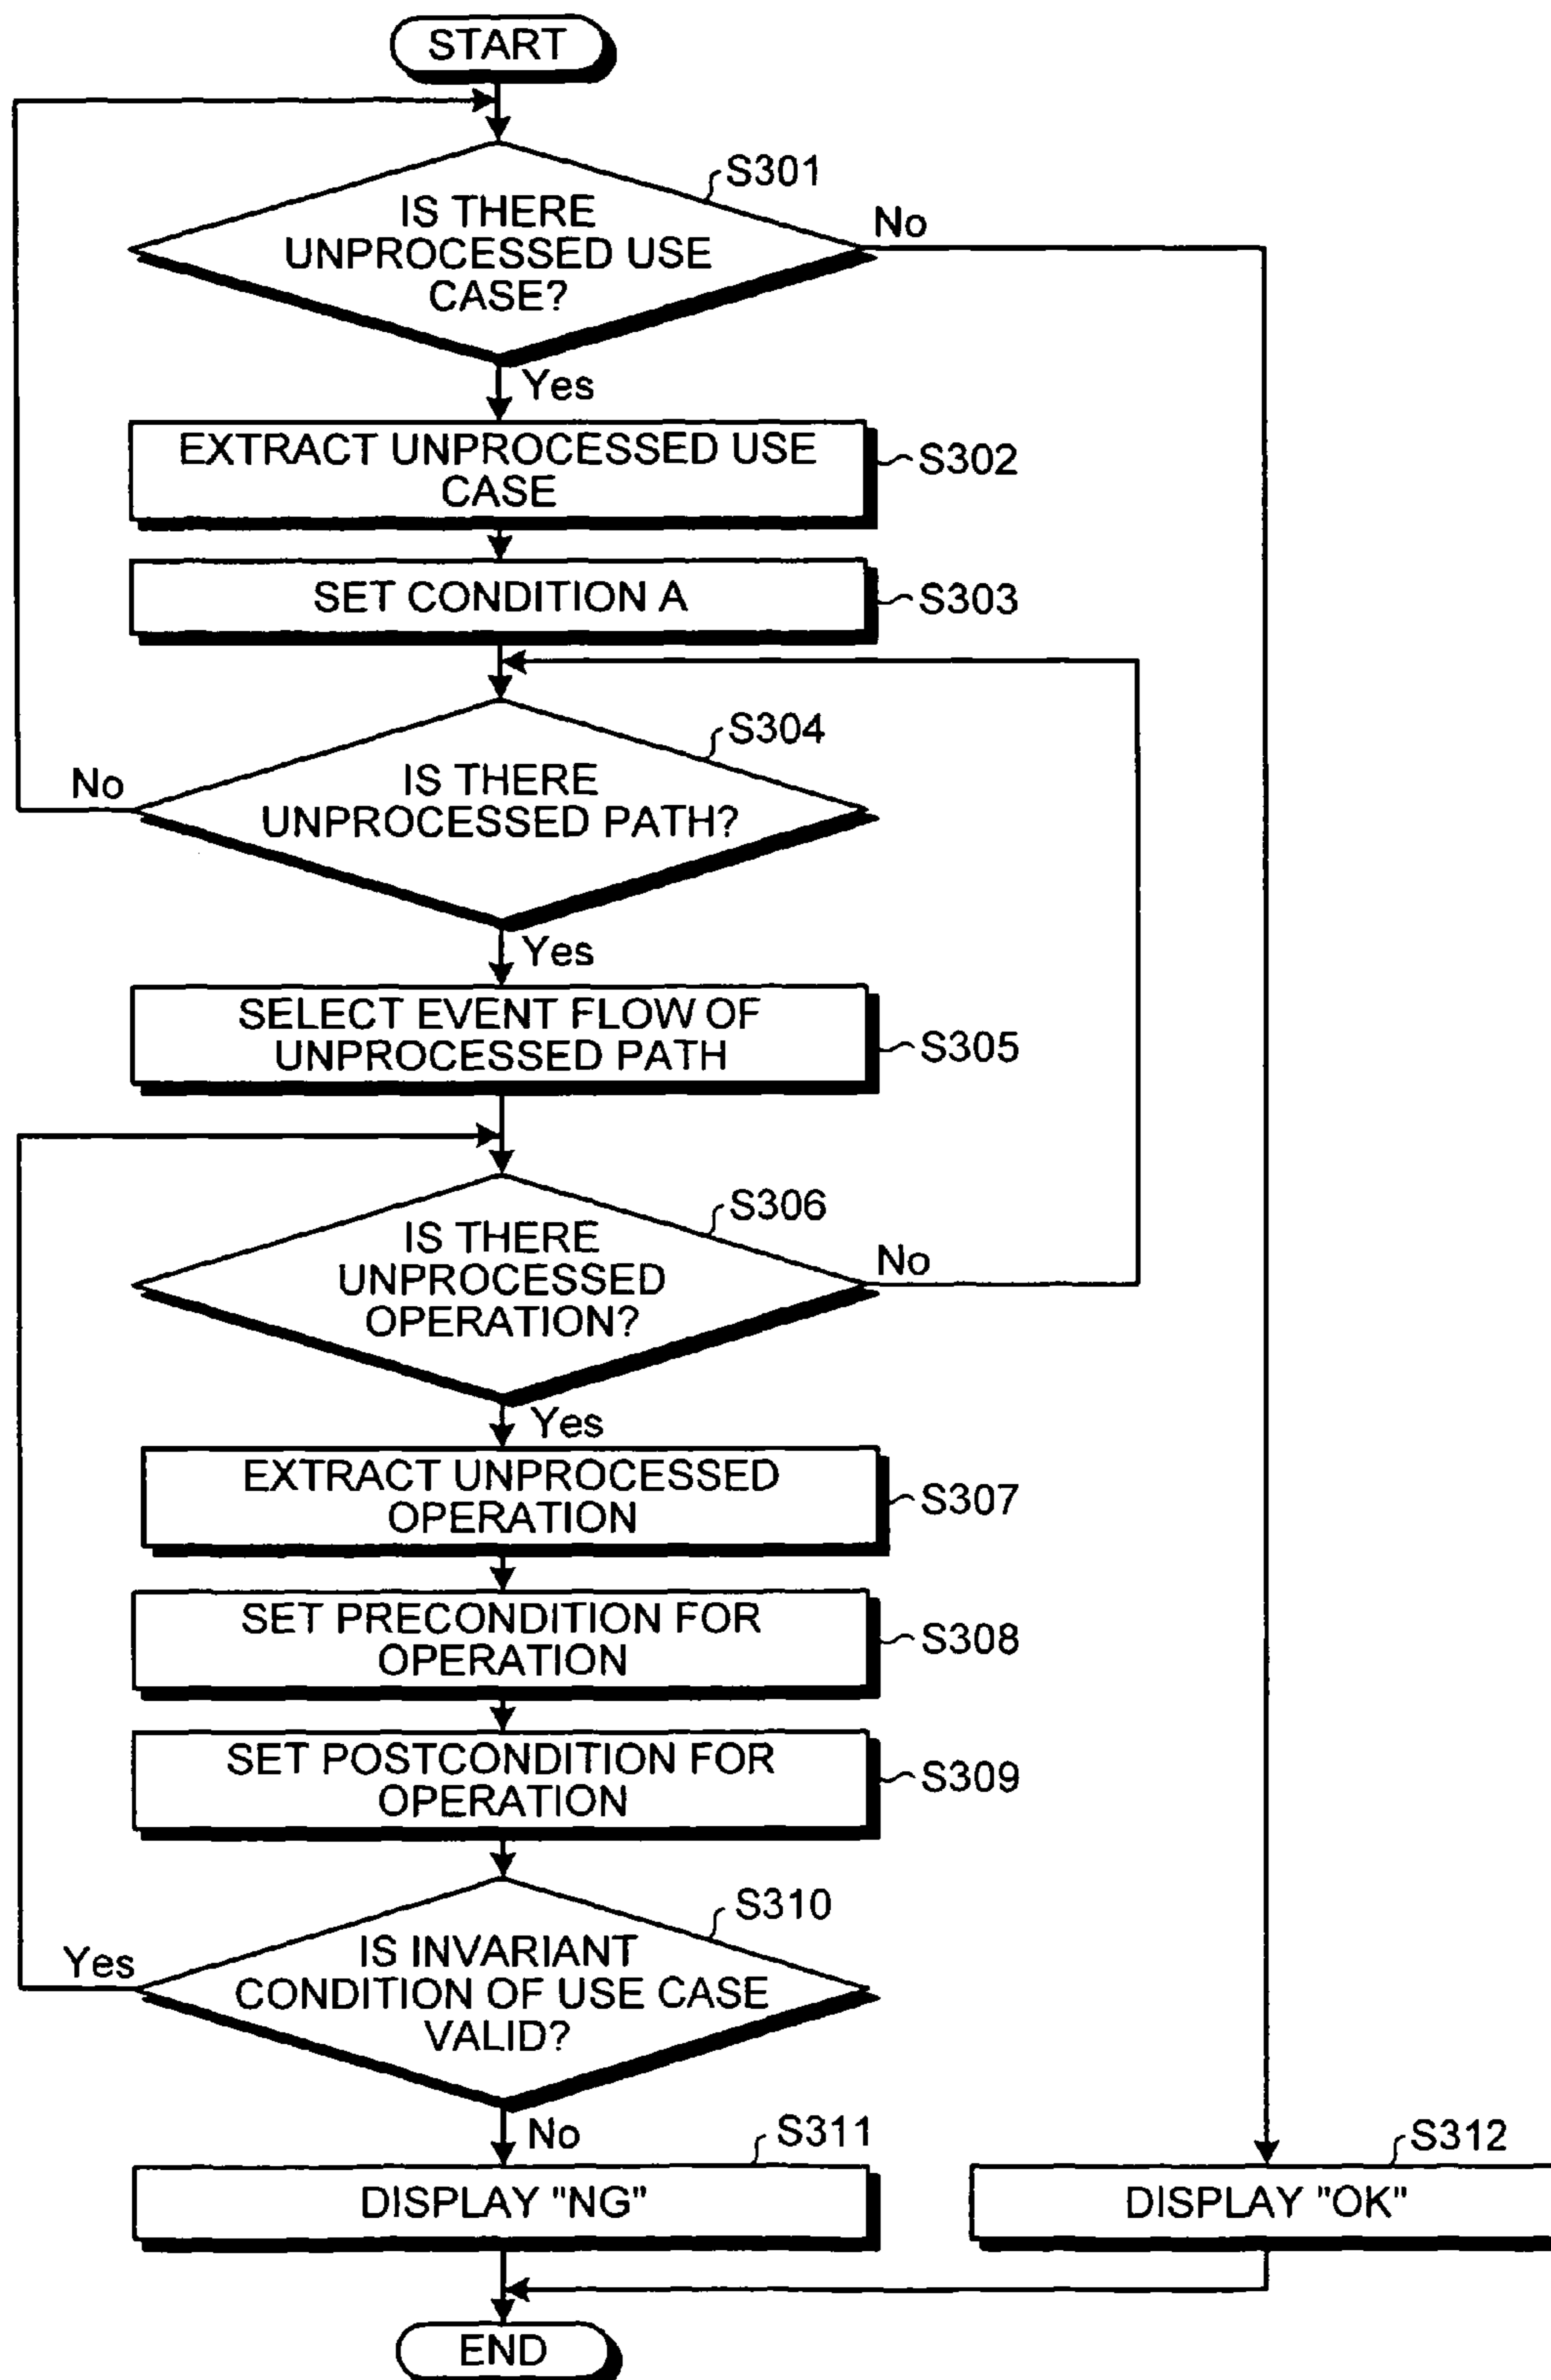 START
S301
IS THERE
UNPROCESSED USE
CASE?
No
Yes
EXTRACT UNPROCESSED USE
CASE
S302
SET CONDITION A
S303
S304
IS THERE
UNPROCESSED PATH?
No
Yes
SELECT EVENT FLOW OF
UNPROCESSED PATH
S305
S306
IS THERE
UNPROCESSED
OPERATION?
No
Yes
EXTRACT UNPROCESSED
OPERATION
S307
SET PRECONDITION FOR
OPERATION
S308
SET POSTCONDITION FOR
OPERATION
S309
S310
IS INVARIANT
CONDITION OF USE CASE
VALID?
Yes
No
S311
DISPLAY "NG"
S312
DISPLAY "OK"
END